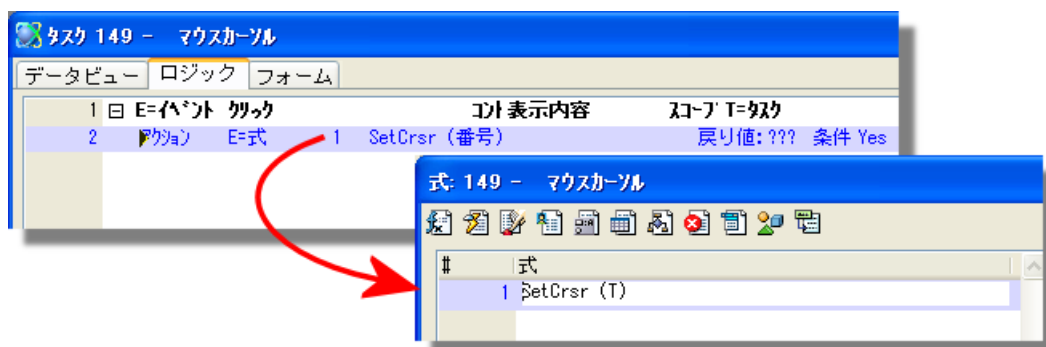 タスク 149 - マウスカーソル
データビュー ロジック フォーム
1 E=イベント クリック コント 表示内容 スコープ T=タスク
2 アクション E=式 1 SetCrsr (番号) 戻り値: ??? 条件 Yes
式: 149 - マウスカーソル
# 式
1 SetCrsr (T)